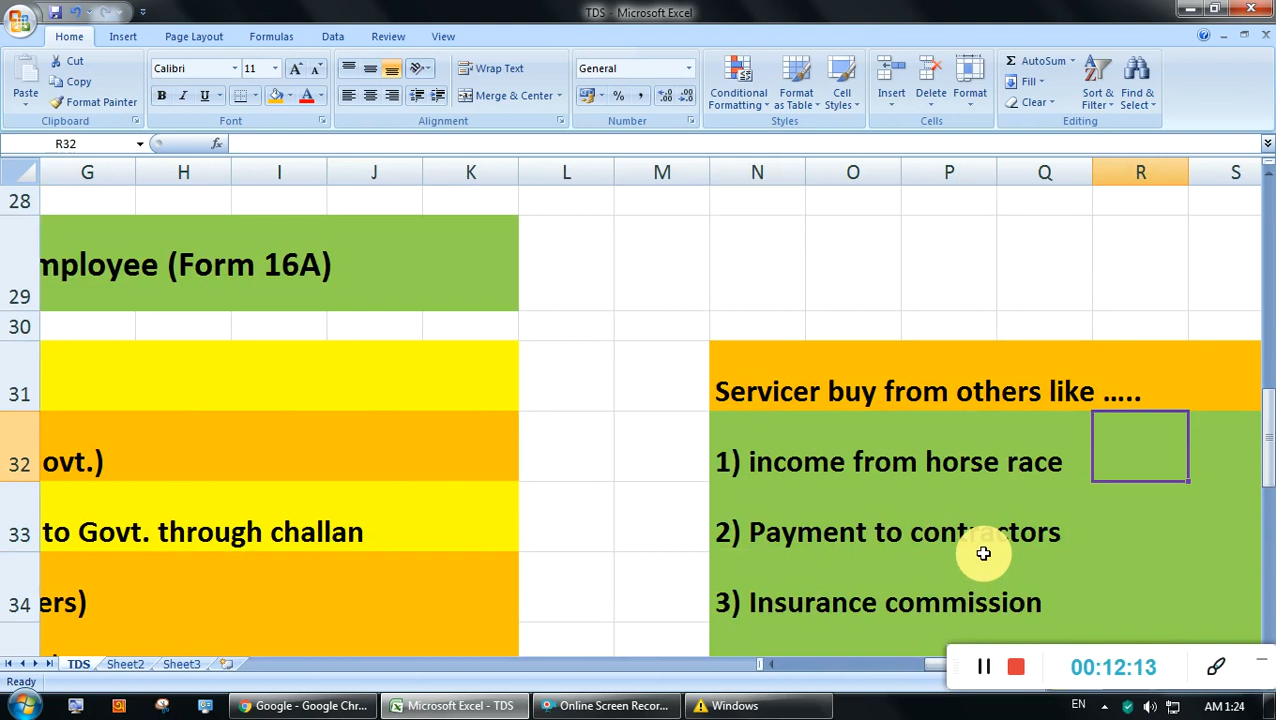 TDS - Microsoft Excel
Home Insert Page Layout Formulas Data Review View
Paste
Cut
Copy
Format Painter
Clipboard
Calibri 11
B I U
Font
Wrap Text
Merge & Center
Alignment
General
Number
Conditional Formatting
Format as Table
Cell Styles
Styles
Insert Delete Format
Cells
AutoSum
Fill
Clear
Sort & Filter
Find & Select
Editing
R32
fx
G H I J K L M N O P Q R S
28
29 mployee (Form 16A)
30
31 Servicer buy from others like .....
32 ovt.) 1) income from horse race
33 to Govt. through challan 2) Payment to contractors
34 ers) 3) Insurance commission
TDS Sheet2 Sheet3
Ready
00:12:13
Google - Google Chr...
Microsoft Excel - TDS
Online Screen Recor...
Windows
EN
AM 1:24